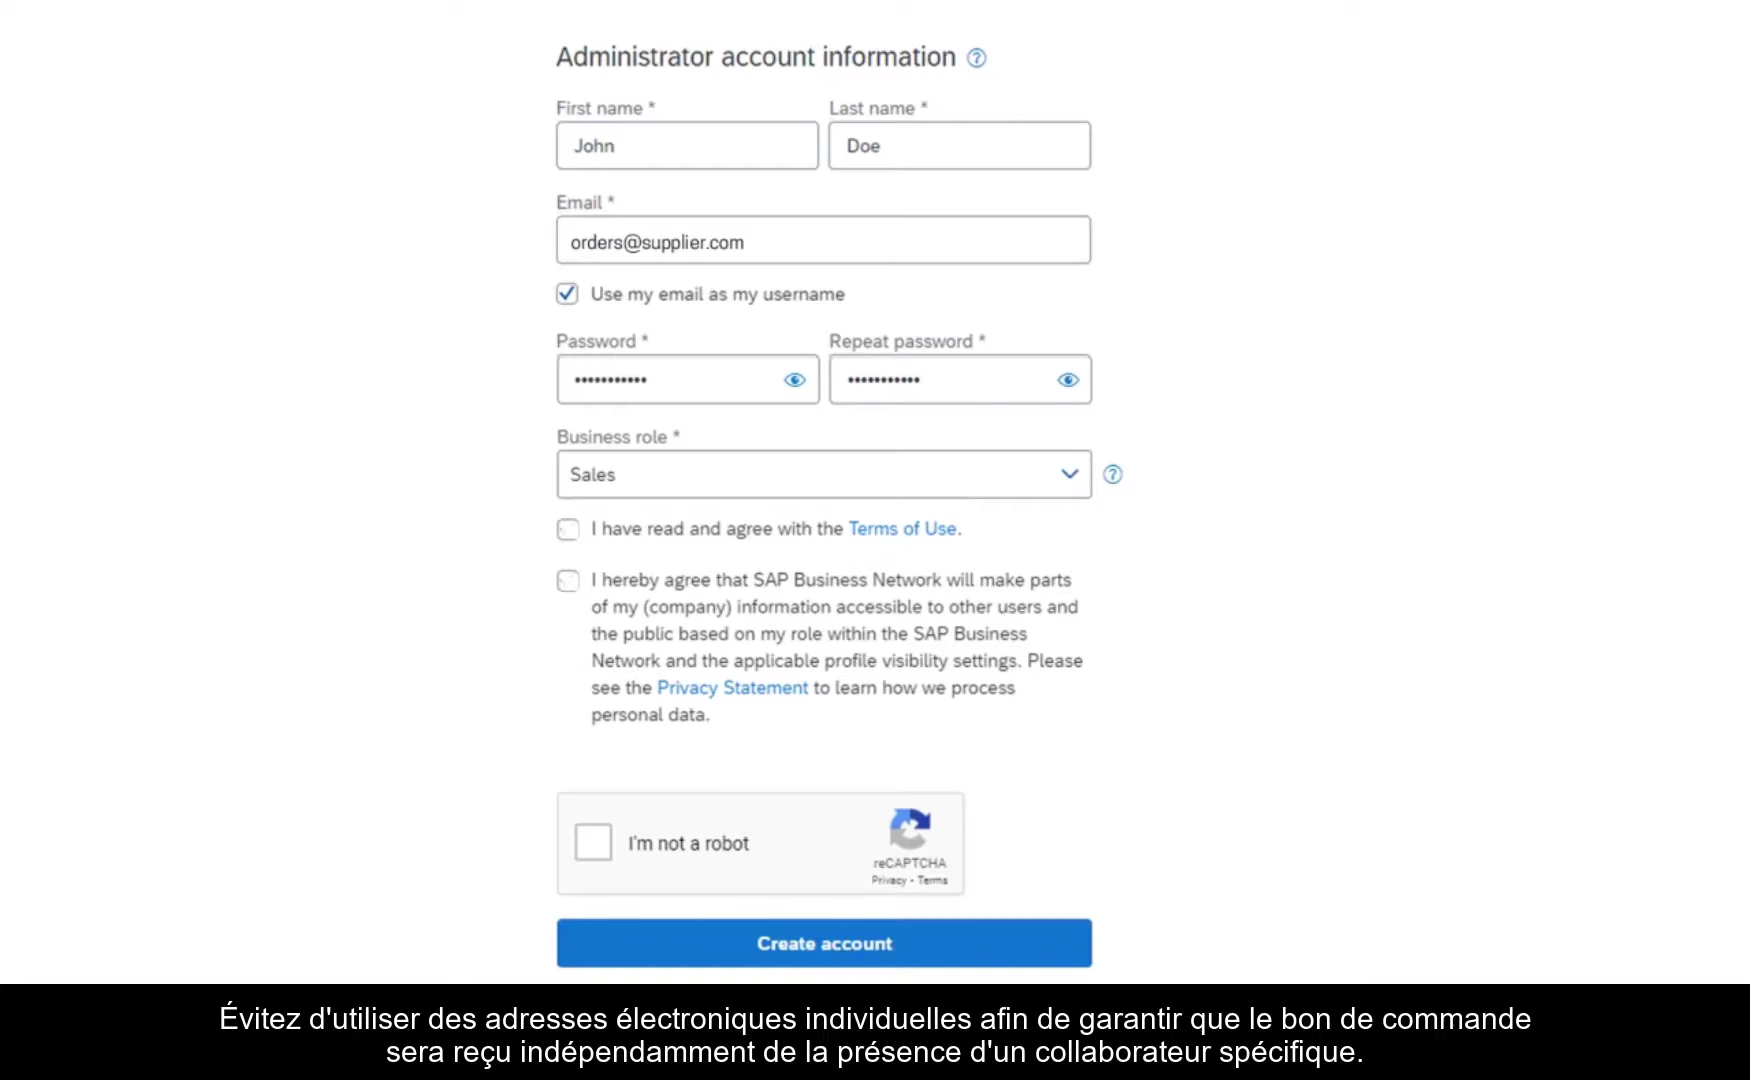 Administrator account information
First name * Last name *
John Doe
Email *
orders@supplier.com
Use my email as my username
Password * Repeat password *
••••••••••• •••••••••••
Business role *
Sales
I have read and agree with the Terms of Use.
I hereby agree that SAP Business Network will make parts
of my (company) information accessible to other users and
the public based on my role within the SAP Business
Network and the applicable profile visibility settings. Please
see the Privacy Statement to learn how we process
personal data.
I'm not a robot
reCAPTCHA
Privacy - Terms
Create account
Évitez d'utiliser des adresses électroniques individuelles afin de garantir que le bon de commande
sera reçu indépendamment de la présence d'un collaborateur spécifique.